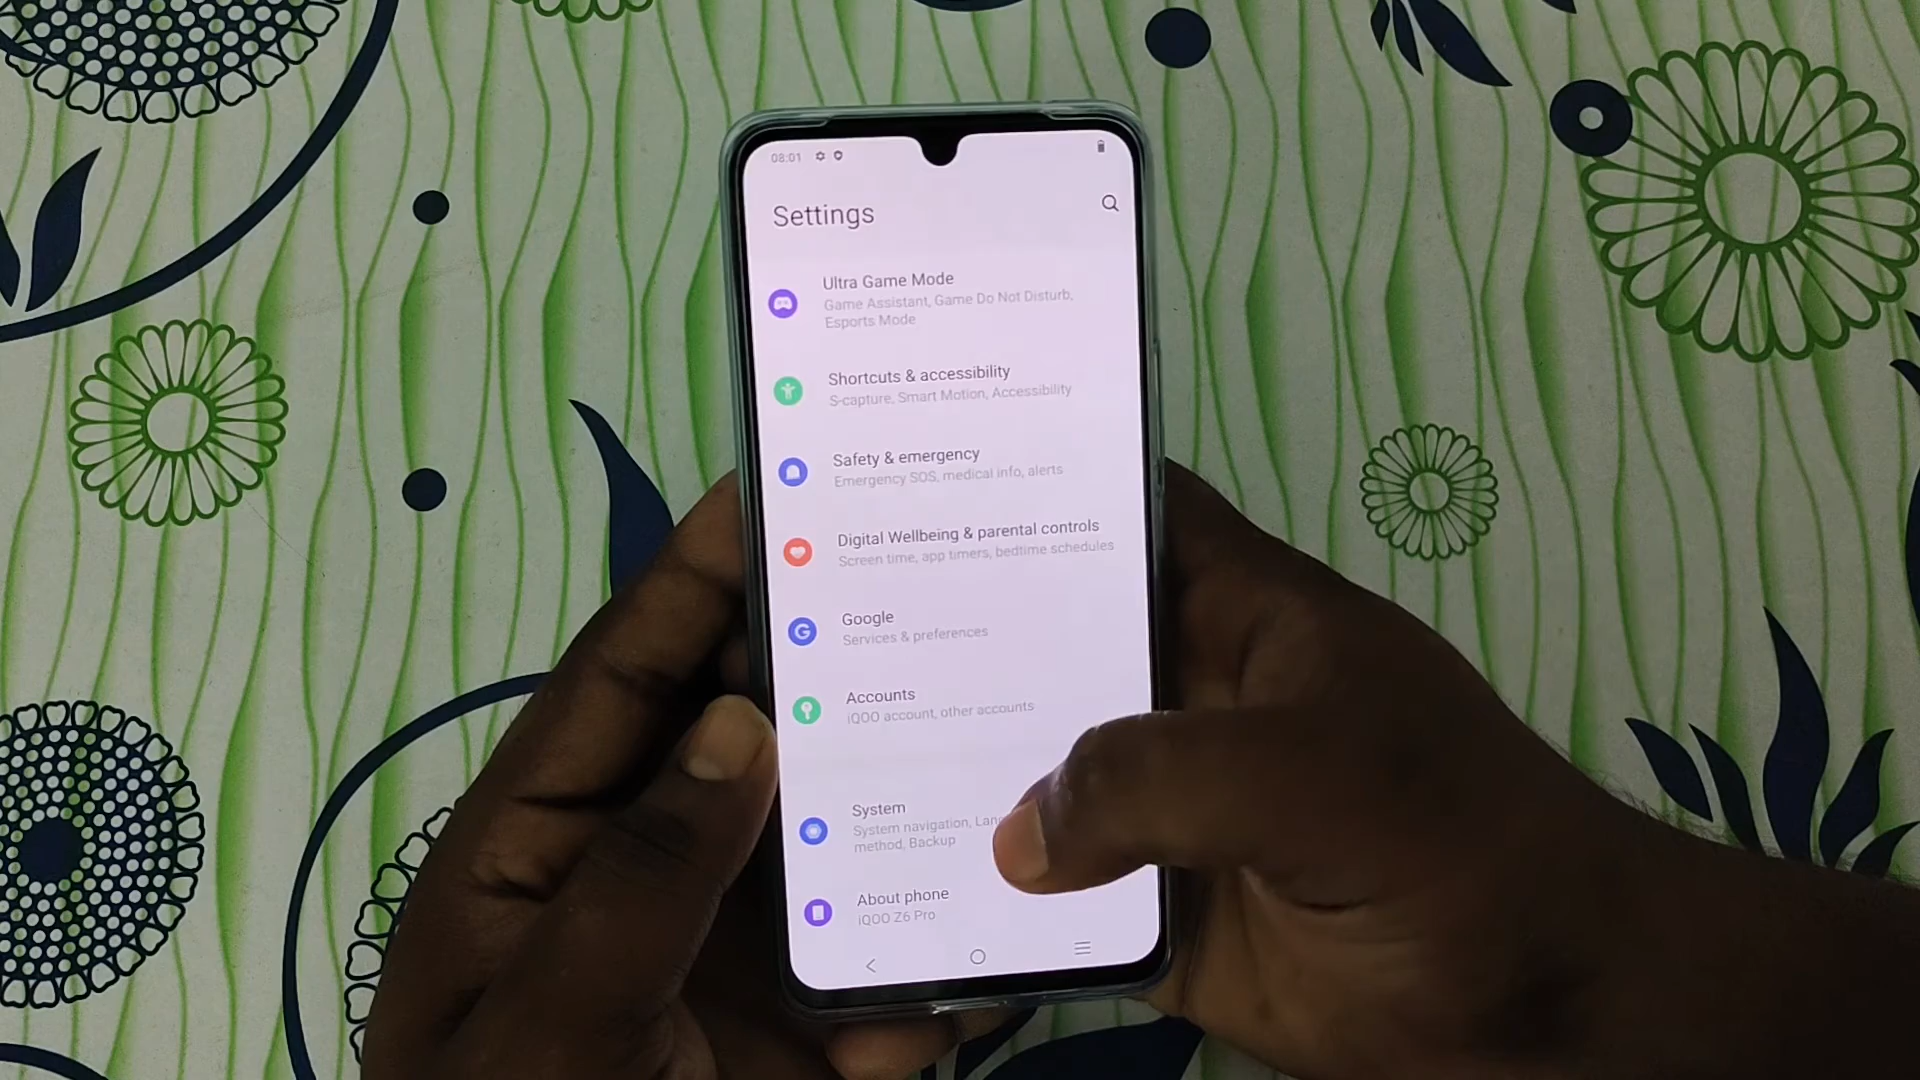 08:01
Settings
Ultra Game Mode
Game Assistant, Game Do Not Disturb,
Esports Mode
Shortcuts & accessibility
S-capture, Smart Motion, Accessibility
Safety & emergency
Emergency SOS, medical info, alerts
Digital Wellbeing & parental controls
Screen time, app timers, bedtime schedules
Google
Services & preferences
Accounts
iQOO account, other accounts
System
System navigation,
method, Backup
About phone
iQOO Z6 Pro